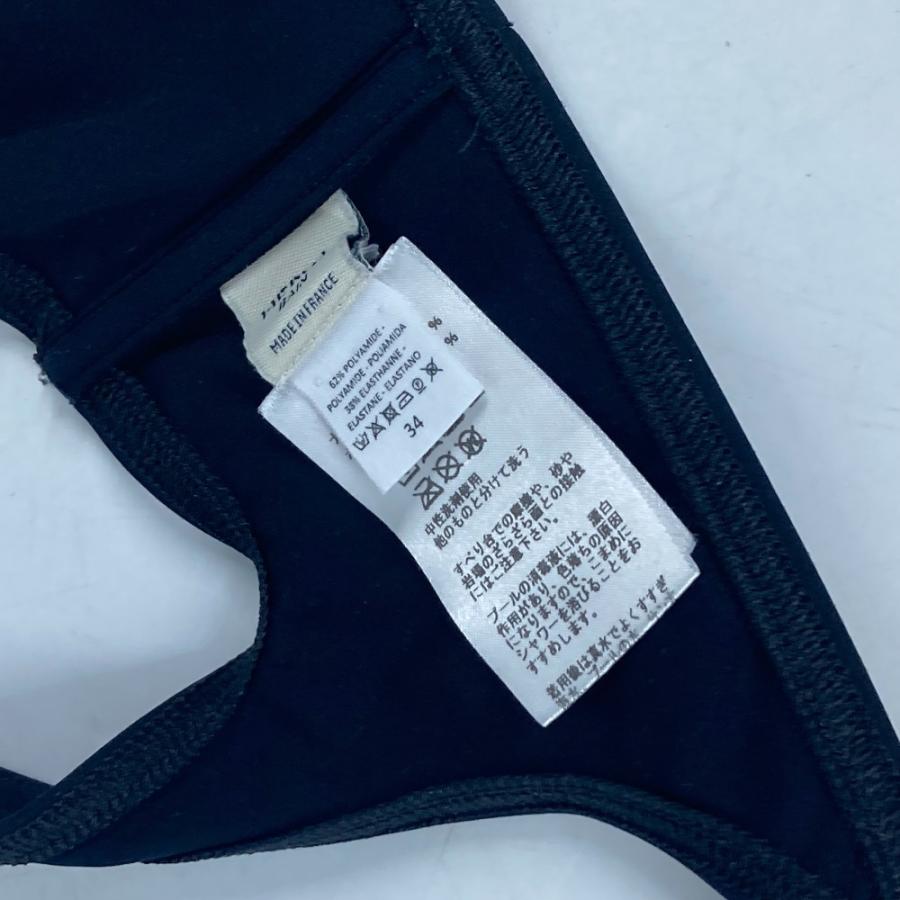 MADE IN FRANCE
62% POLYAMIDE -
POLYAMIDE - POLIAMIDA
38% ELASTHANNE -
ELASTANE - ELASTANO
34
%
%
中性洗剤使用
他のものと分けて洗う
すべり台での摩擦や、砂や
岩場のざらざら面との接触
にはご注意下さい。
プールの消毒液には、漂白
作用があり、色落ちの原因
になりますので、こまめに
シャワーを浴びることをお
すすめします。
着用後は真水でよくすすぎ